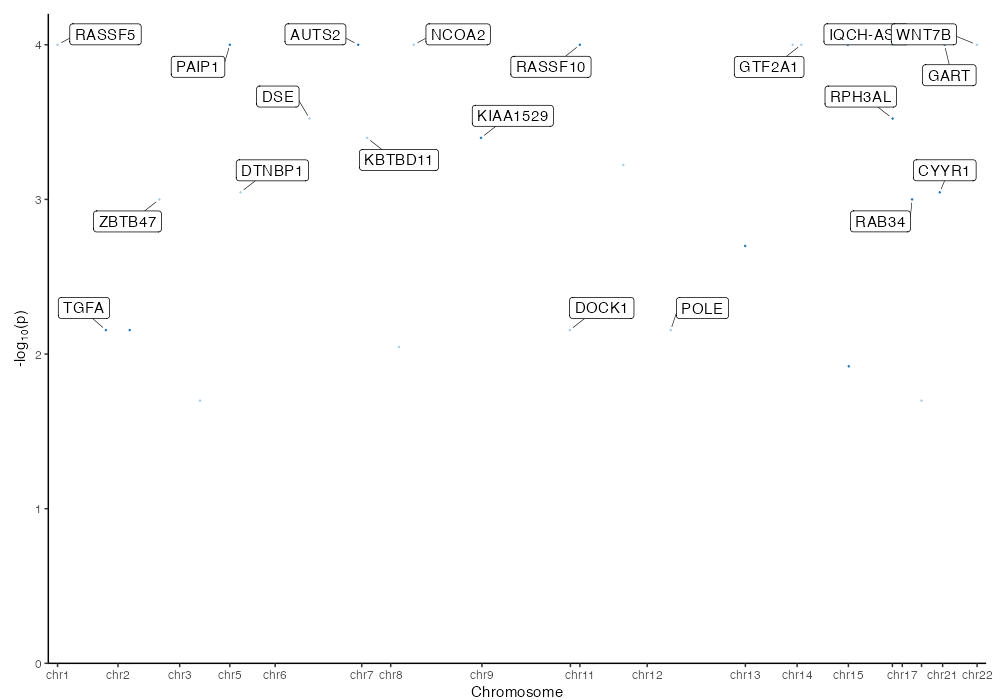 RASSF5
AUTS2
NCOA2
IQCH-AS
WNT7B
PAIP1
RASSF10
GTF2A1
GART
DSE
RPH3AL
KIAA1529
KBTBD11
DTNBP1
CYYR1
ZBTB47
RAB34
TGFA
DOCK1
POLE
-log10(p)
4
3
2
1
0
chr1 chr2 chr3 chr5 chr6 chr7 chr8 chr9 chr11 chr12 chr13 chr14 chr15 chr17 chr21 chr22
Chromosome